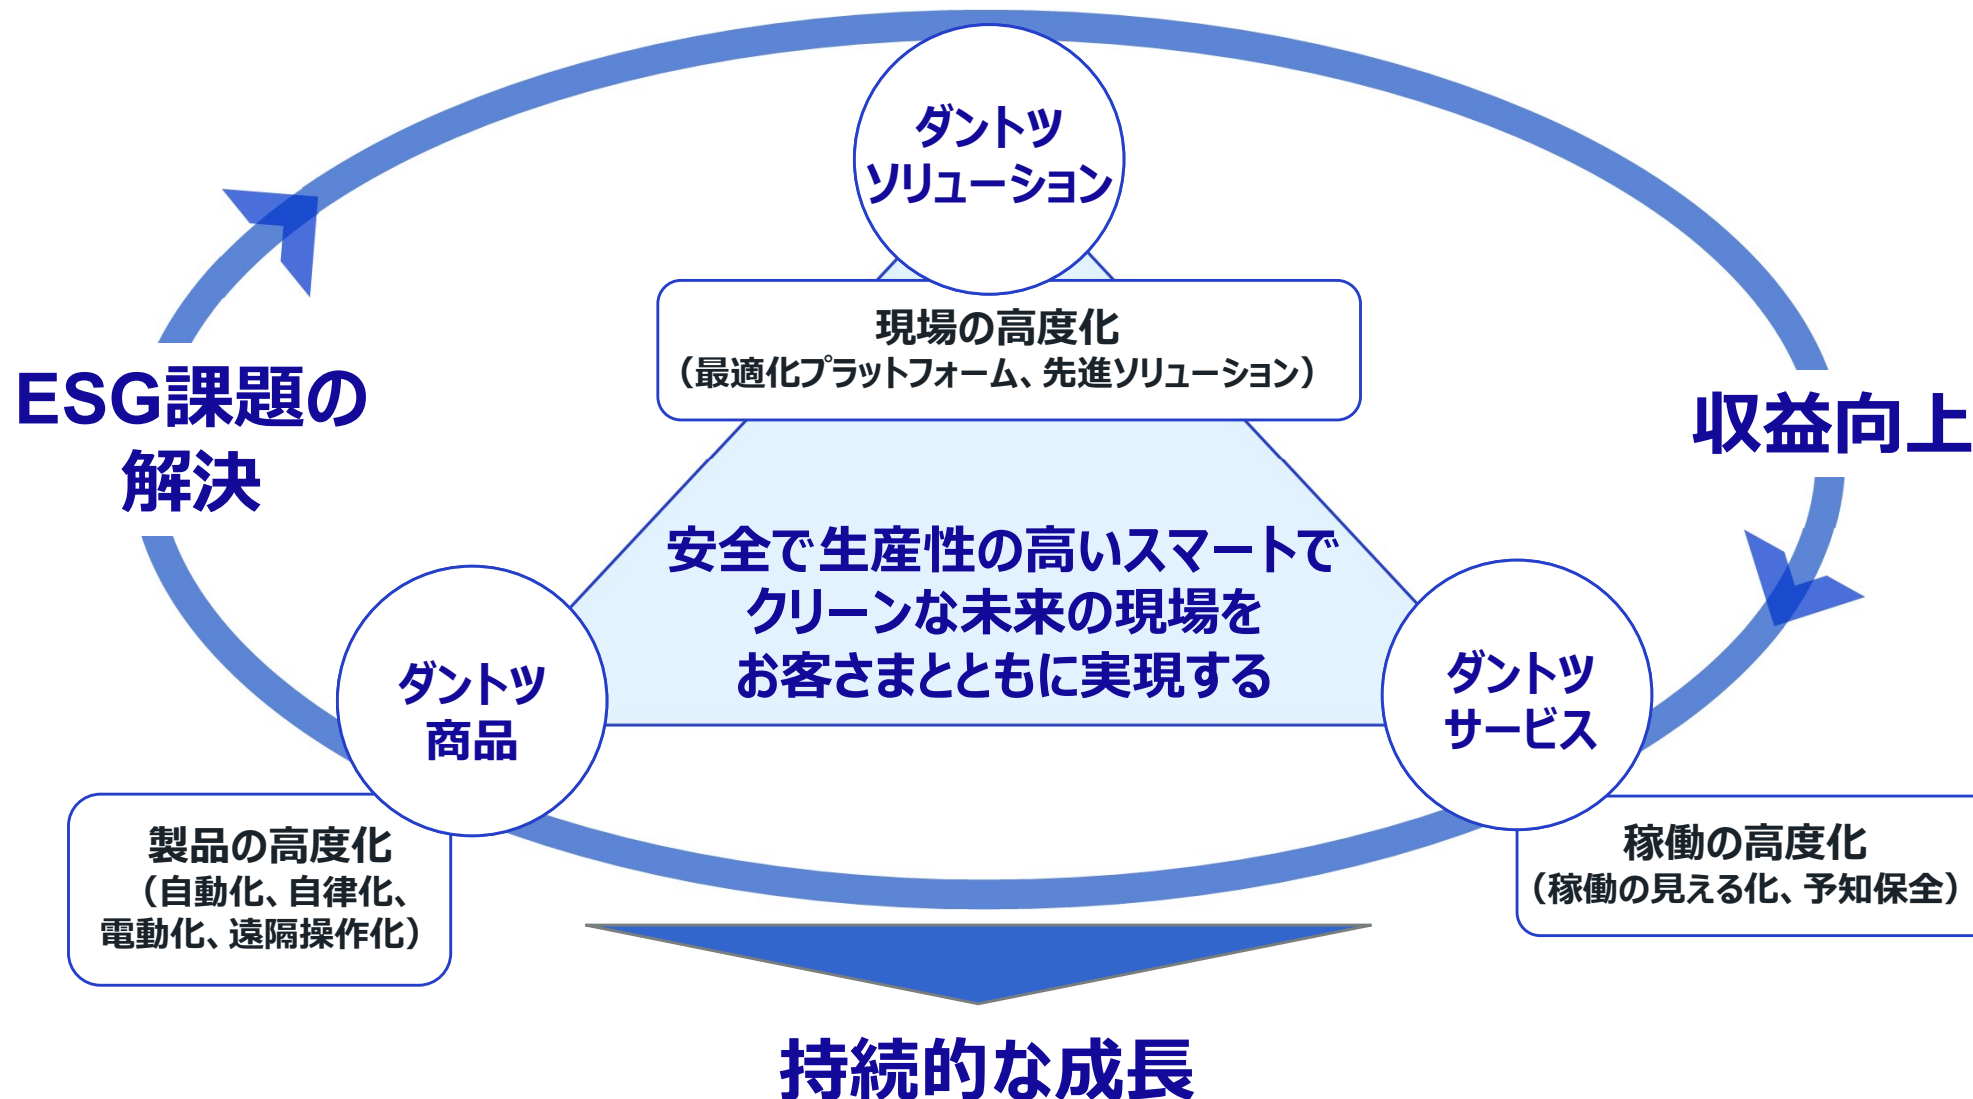 ダントツ
ソリューション
現場の高度化
（最適化プラットフォーム、先進ソリューション）
ESG課題の
解決
収益向上
安全で生産性の高いスマートで
クリーンな未来の現場を
お客さまとともに実現する
ダントツ
商品
ダントツ
サービス
製品の高度化
（自動化、自律化、
電動化、遠隔操作化）
稼働の高度化
（稼働の見える化、予知保全）
持続的な成長